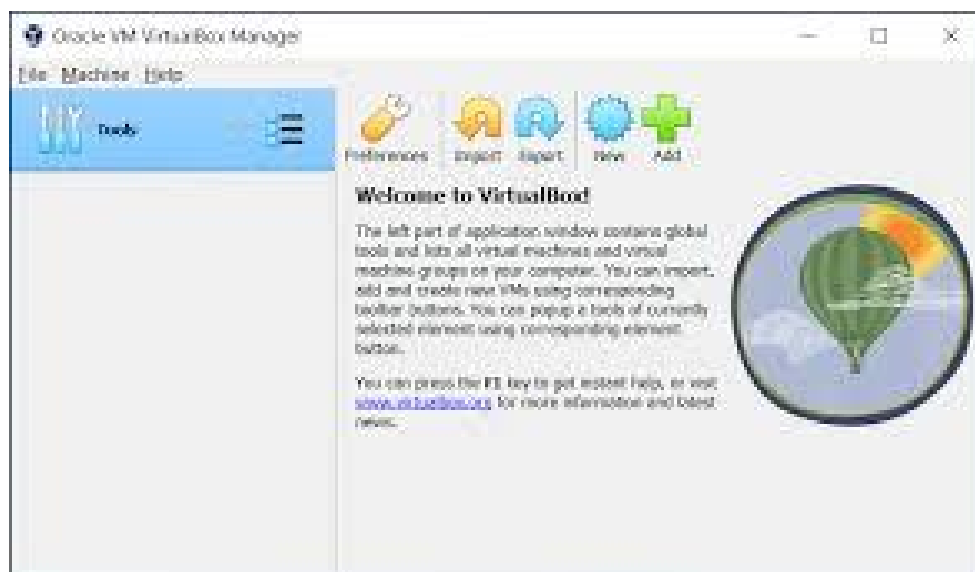 Oracle VM VirtualBox Manager
File Machine Help
Tools
Preferences Import Export New Add
Welcome to VirtualBox!
The left part of application window contains global
tools and lists all virtual machines and virtual
machine groups on your computer. You can import,
add and create new VMs using corresponding
toolbar buttons. You can popup a tools of currently
selected element using corresponding element
button.
You can press the F1 key to get instant help, or visit
www.virtualbox.org for more information and latest
news.